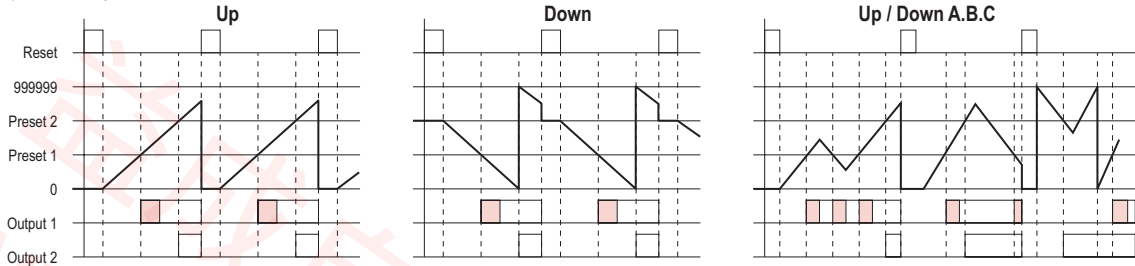 Up
Down
Up / Down A.B.C
Reset
999999
Preset 2
Preset 1
0
Output 1
Output 2